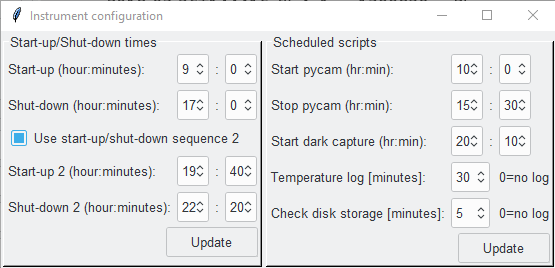 Instrument configuration
Start-up/Shut-down times
Start-up (hour:minutes): 9 : 0
Shut-down (hour:minutes): 17 : 0
Use start-up/shut-down sequence 2
Start-up 2 (hour:minutes): 19 : 40
Shut-down 2 (hour:minutes): 22 : 20
Update
Scheduled scripts
Start pycam (hr:min): 10 : 0
Stop pycam (hr:min): 15 : 30
Start dark capture (hr:min): 20 : 10
Temperature log [minutes]: 30 0=no log
Check disk storage [minutes]: 5 0=no log
Update